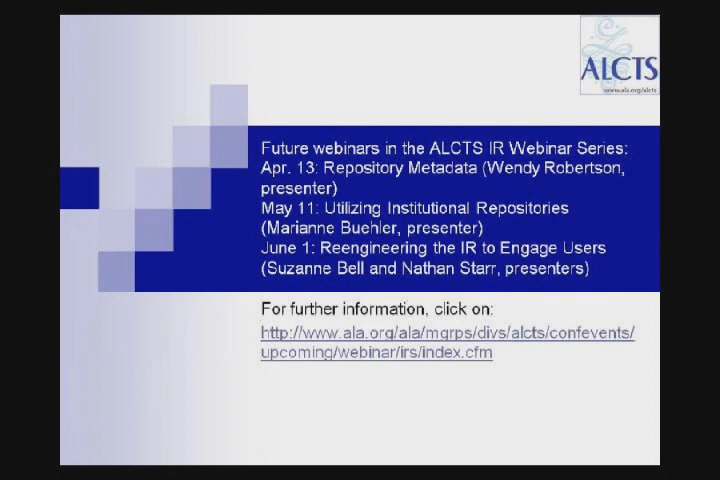 ALCTS
www.ala.org/alcts
Future webinars in the ALCTS IR Webinar Series:
Apr. 13: Repository Metadata (Wendy Robertson,
presenter)
May 11: Utilizing Institutional Repositories
(Marianne Buehler, presenter)
June 1: Reengineering the IR to Engage Users
(Suzanne Bell and Nathan Starr, presenters)
For further information, click on:
http://www.ala.org/ala/mgrps/divs/alcts/confevents/
upcoming/webinar/irs/index.cfm